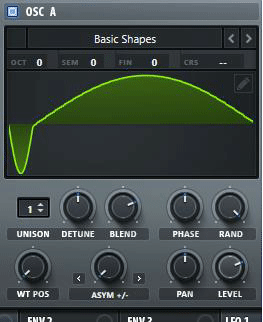 OSC A
Basic Shapes
OCT 0 SEM 0 FIN 0 CRS --
1
UNISON DETUNE BLEND PHASE RAND
WT POS ASYM +/- PAN LEVEL
ENV 2 ENV 3 LFO 1